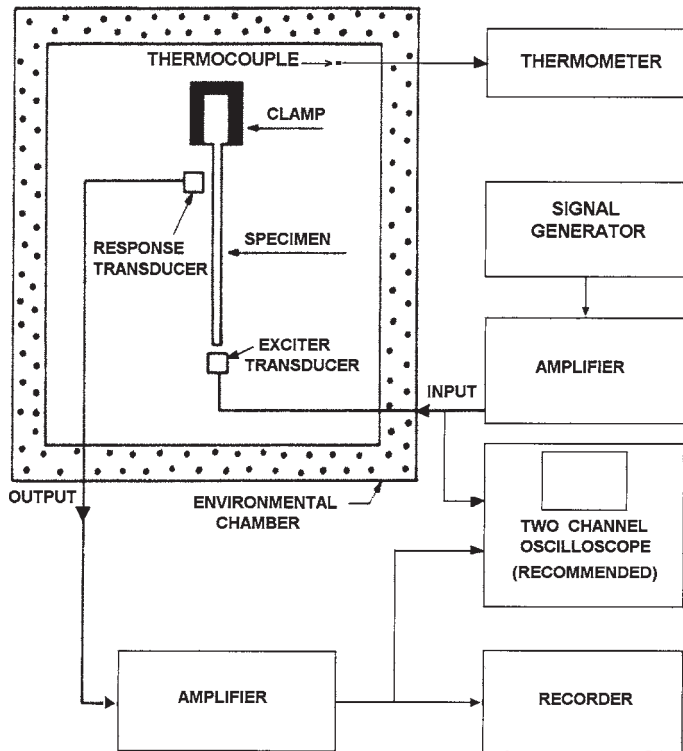 THERMOCOUPLE
THERMOMETER
CLAMP
RESPONSE
TRANSDUCER
SPECIMEN
SIGNAL
GENERATOR
EXCITER
TRANSDUCER
AMPLIFIER
INPUT
OUTPUT
ENVIRONMENTAL
CHAMBER
TWO CHANNEL
OSCILLOSCOPE
(RECOMMENDED)
AMPLIFIER
RECORDER